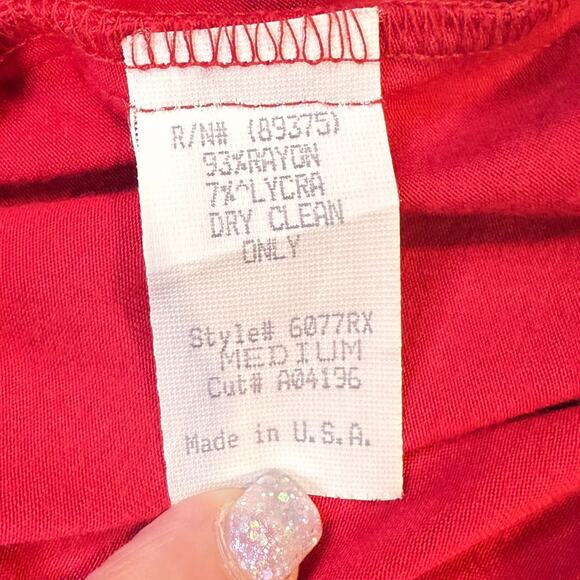 R/N# (89375)
93%RAYON
7%^LYCRA
DRY CLEAN
ONLY
Style# 6077RX
MEDIUM
Cut# A04196
Made in U.S.A.